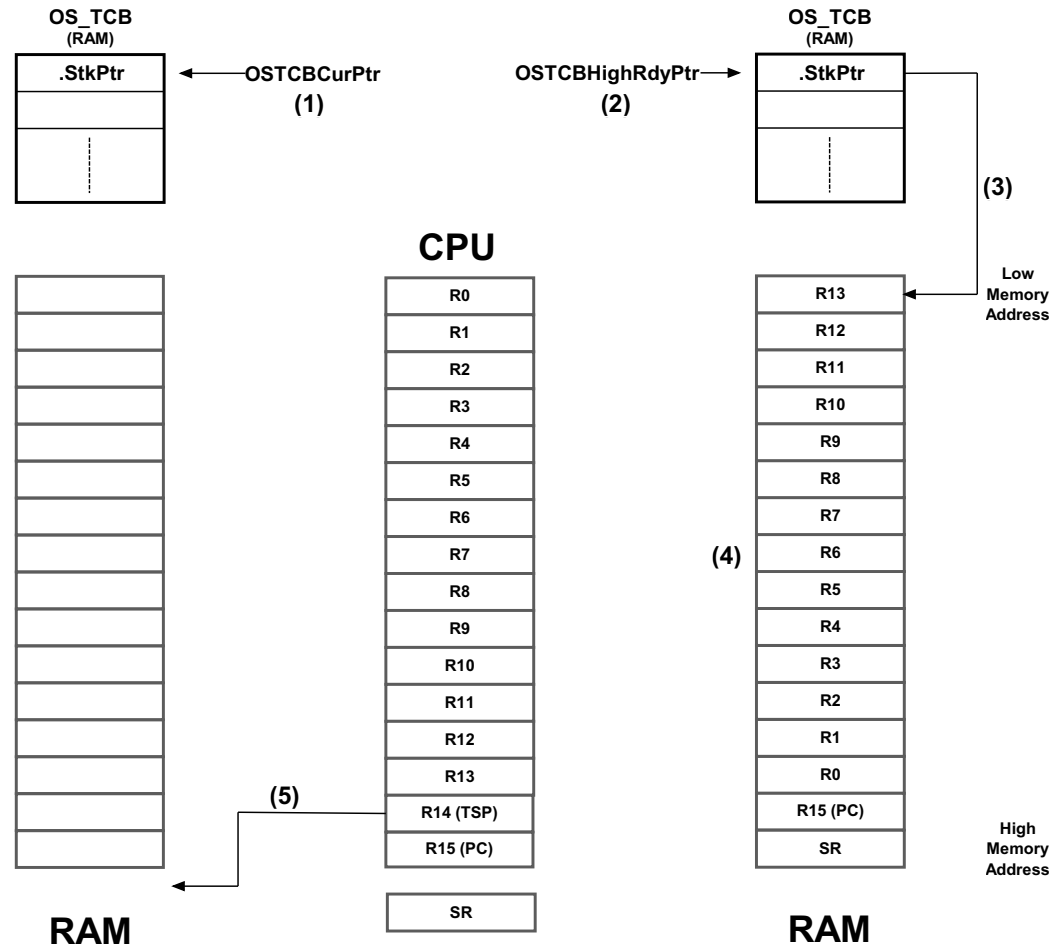 OS_TCB
(RAM)
.StkPtr
OSTCBCurPtr
(1)
OSTCBHighRdyPtr
(2)
OS_TCB
(RAM)
.StkPtr
(3)
CPU
R0
R1
R2
R3
R4
R5
R6
R7
R8
R9
R10
R11
R12
R13
R14 (TSP)
R15 (PC)
SR
(5)
RAM
(4)
R13
R12
R11
R10
R9
R8
R7
R6
R5
R4
R3
R2
R1
R0
R15 (PC)
SR
RAM
Low
Memory
Address
High
Memory
Address